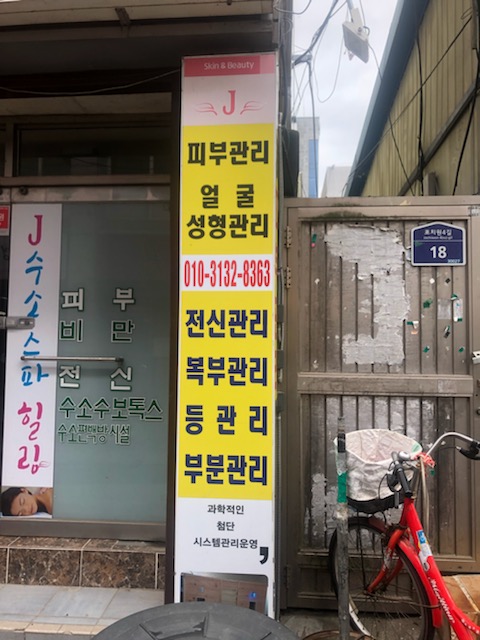 Skin & Beauty
J
피부관리
얼굴
성형관리
010-3132-8363
전신관리
복부관리
등관리
부분관리
과학적인
첨단
시스템관리운영
J수소스파힐링
피부
비만
전신
수소수보톡스
수소편백방시설
18